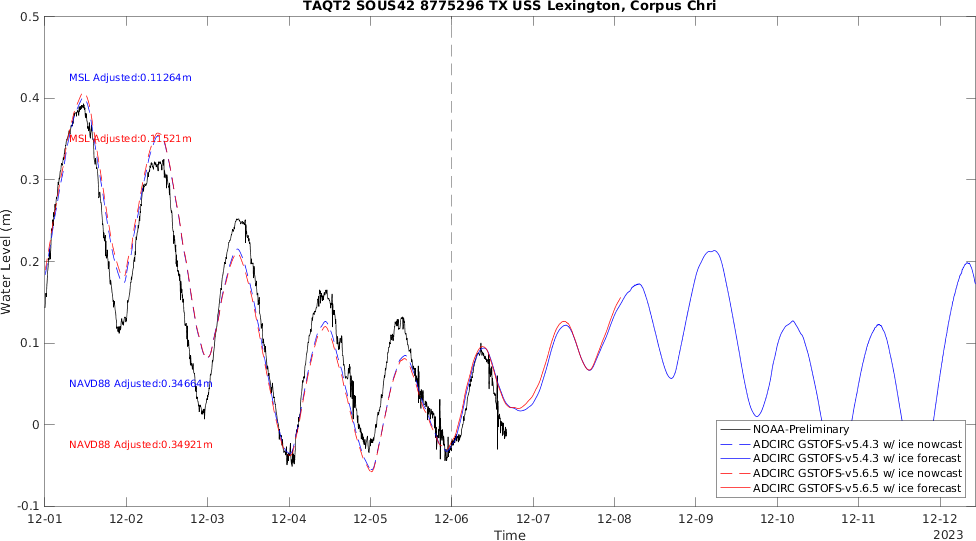 TAQT2 SOUS42 8775296 TX USS Lexington, Corpus Chri
0.5
MSL Adjusted:0.11264m
0.4
MSL Adjusted:0.11521m
0.3
0.2
Water Level (m)
0.1
NAVD88 Adjusted:0.34664m
0
NAVD88 Adjusted:0.34921m
-0.1
NOAA-Preliminary
ADCIRC GSTOFS-v5.4.3 w/ ice nowcast
ADCIRC GSTOFS-v5.4.3 w/ ice forecast
ADCIRC GSTOFS-v5.6.5 w/ ice nowcast
ADCIRC GSTOFS-v5.6.5 w/ ice forecast
12-01 12-02 12-03 12-04 12-05 12-06 12-07 12-08 12-09 12-10 12-11 12-12
Time
2023